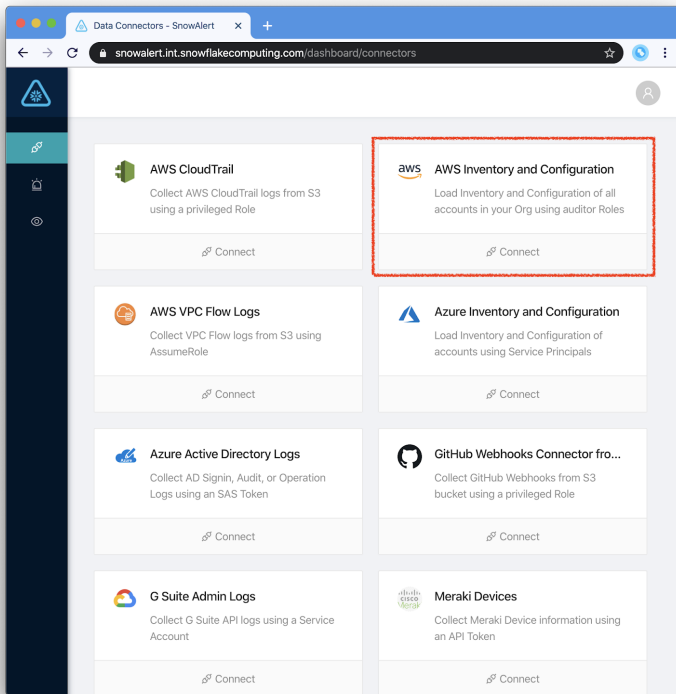 Data Connectors - SnowAlert
snowalert.int.snowflakecomputing.com/dashboard/connectors
AWS CloudTrail
Collect AWS CloudTrail logs from S3
using a privileged Role
Connect
aws
AWS Inventory and Configuration
Load Inventory and Configuration of all
accounts in your Org using auditor Roles
Connect
AWS VPC Flow Logs
Collect VPC Flow logs from S3 using
AssumeRole
Connect
Azure Inventory and Configuration
Load Inventory and Configuration of
accounts using Service Principals
Connect
Azure Active Directory Logs
Collect AD Signin, Audit, or Operation
Logs using an SAS Token
Connect
GitHub Webhooks Connector fro...
Collect GitHub Webhooks from S3
bucket using a privileged Role
Connect
G Suite Admin Logs
Collect G Suite API logs using a Service
Account
Connect
cisco
Meraki
Meraki Devices
Collect Meraki Device information using
an API Token
Connect